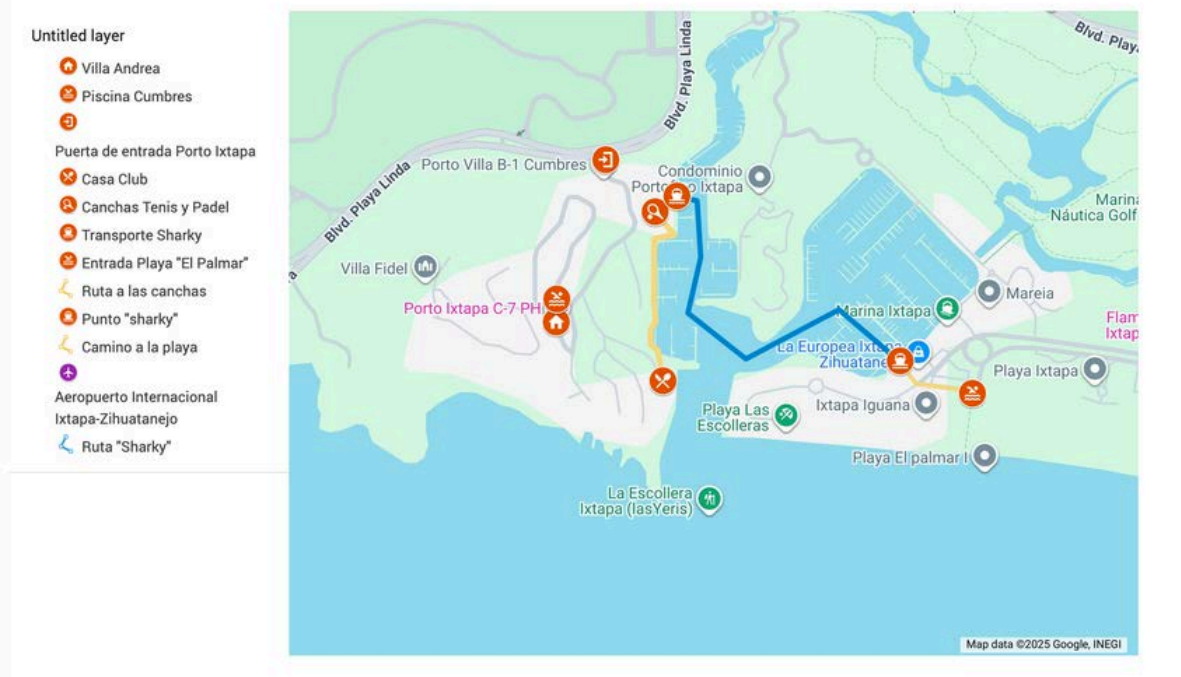 Untitled layer
Villa Andrea
Piscina Cumbres
Puerta de entrada Porto Ixtapa
Casa Club
Canchas Tenis y Padel
Transporte Sharky
Entrada Playa "El Palmar"
Ruta a las canchas
Punto "sharky"
Camino a la playa
Aeropuerto Internacional
Ixtapa-Zihuatanejo
Ruta "Sharky"
Blvd. Playa Linda
Blvd. Play
Porto Villa B-1 Cumbres
Condominio
Ixtapa
Blvd. Playa Linda
Marina
Náutica Golf
Villa Fidel
Mareia
Porto Ixtapa C-7 PH
Marina Ixtapa
Flam
Ixtap
La Europea
Playa Ixtapa
Ixtapa Iguana
Playa Las
Escolleras
Playa El palmar I
La Escollera
Ixtapa (lasYeris)
Map data ©2025 Google, INEGI